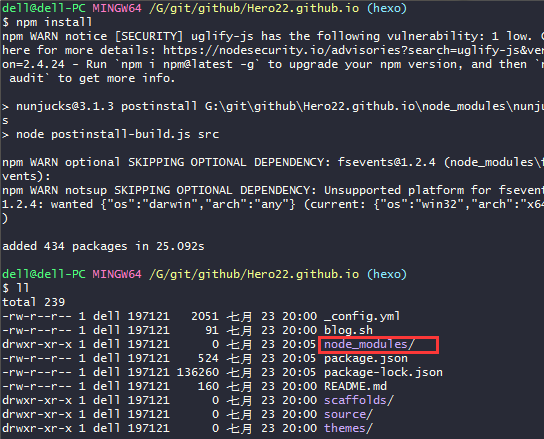 dell@dell-PC MINGW64 /G/git/github/Hero22.github.io (hexo)
$ npm install
npm WARN notice [SECURITY] uglify-js has the following vulnerability: 1 low. G
here for more details: https://nodesecurity.io/advisories?search=uglify-js&ver
on=2.4.24 - Run `npm i npm@latest -g` to upgrade your npm version, and then `n
 audit` to get more info.
> nunjucks@3.1.3 postinstall G:\git\github\Hero22.github.io\node_modules\nunju
s
> node postinstall-build.js src
npm WARN optional SKIPPING OPTIONAL DEPENDENCY: fsevents@1.2.4 (node_modules\f
vents):
npm WARN notsup SKIPPING OPTIONAL DEPENDENCY: Unsupported platform for fsevent
1.2.4: wanted {"os":"darwin","arch":"any"} (current: {"os":"win32","arch":"x64
)
added 434 packages in 25.092s
dell@dell-PC MINGW64 /G/git/github/Hero22.github.io (hexo)
$ ll
total 239
-rw-r--r-- 1 dell 197121 2051 七月 23 20:00 _config.yml
-rw-r--r-- 1 dell 197121 91 七月 23 20:00 blog.sh
drwxr-xr-x 1 dell 197121 0 七月 23 20:05 node_modules/
-rw-r--r-- 1 dell 197121 524 七月 23 20:05 package.json
-rw-r--r-- 1 dell 197121 136260 七月 23 20:05 package-lock.json
-rw-r--r-- 1 dell 197121 160 七月 23 20:00 README.md
drwxr-xr-x 1 dell 197121 0 七月 23 20:00 scaffolds/
drwxr-xr-x 1 dell 197121 0 七月 23 20:00 source/
drwxr-xr-x 1 dell 197121 0 七月 23 20:00 themes/